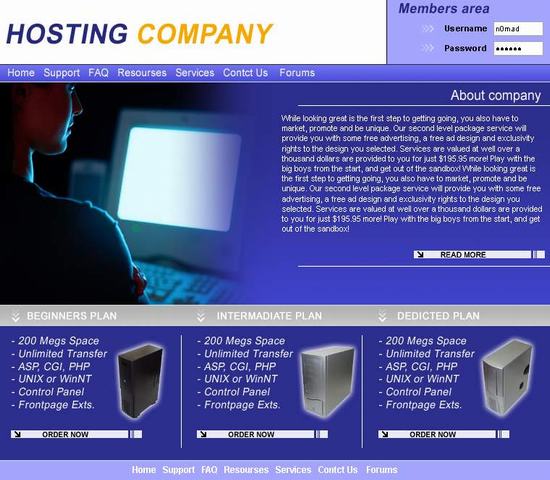 HOSTING COMPANY
Members area
Username n0mad
Password ●●●●●●
Home Support FAQ Resourses Services Contct Us Forums
About company
While looking great is the first step to getting going, you also have to
market, promote and be unique. Our second level package service will
provide you with some free advertising, a free ad design and exclusivity
rights to the design you selected. Services are valued at well over a
thousand dollars are provided to you for just $195.95 more! Play with the
big boys from the start, and get out of the sandbox! While looking great is
the first step to getting going, you also have to market, promote and be
unique. Our second level package service will provide you with some free
advertising, a free ad design and exclusivity rights to the design you
selected. Services are valued at well over a thousand dollars are provided
to you for just $195.95 more! Play with the big boys from the start, and get
out of the sandbox!
READ MORE
BEGINNERS PLAN
- 200 Megs Space
- Unlimited Transfer
- ASP, CGI, PHP
- UNIX or WinNT
- Control Panel
- Frontpage Exts.
ORDER NOW
INTERMADIATE PLAN
- 200 Megs Space
- Unlimited Transfer
- ASP, CGI, PHP
- UNIX or WinNT
- Control Panel
- Frontpage Exts.
ORDER NOW
DEDICTED PLAN
- 200 Megs Space
- Unlimited Transfer
- ASP, CGI, PHP
- UNIX or WinNT
- Control Panel
- Frontpage Exts.
ORDER NOW
Home Support FAQ Resourses Services Contct Us Forums